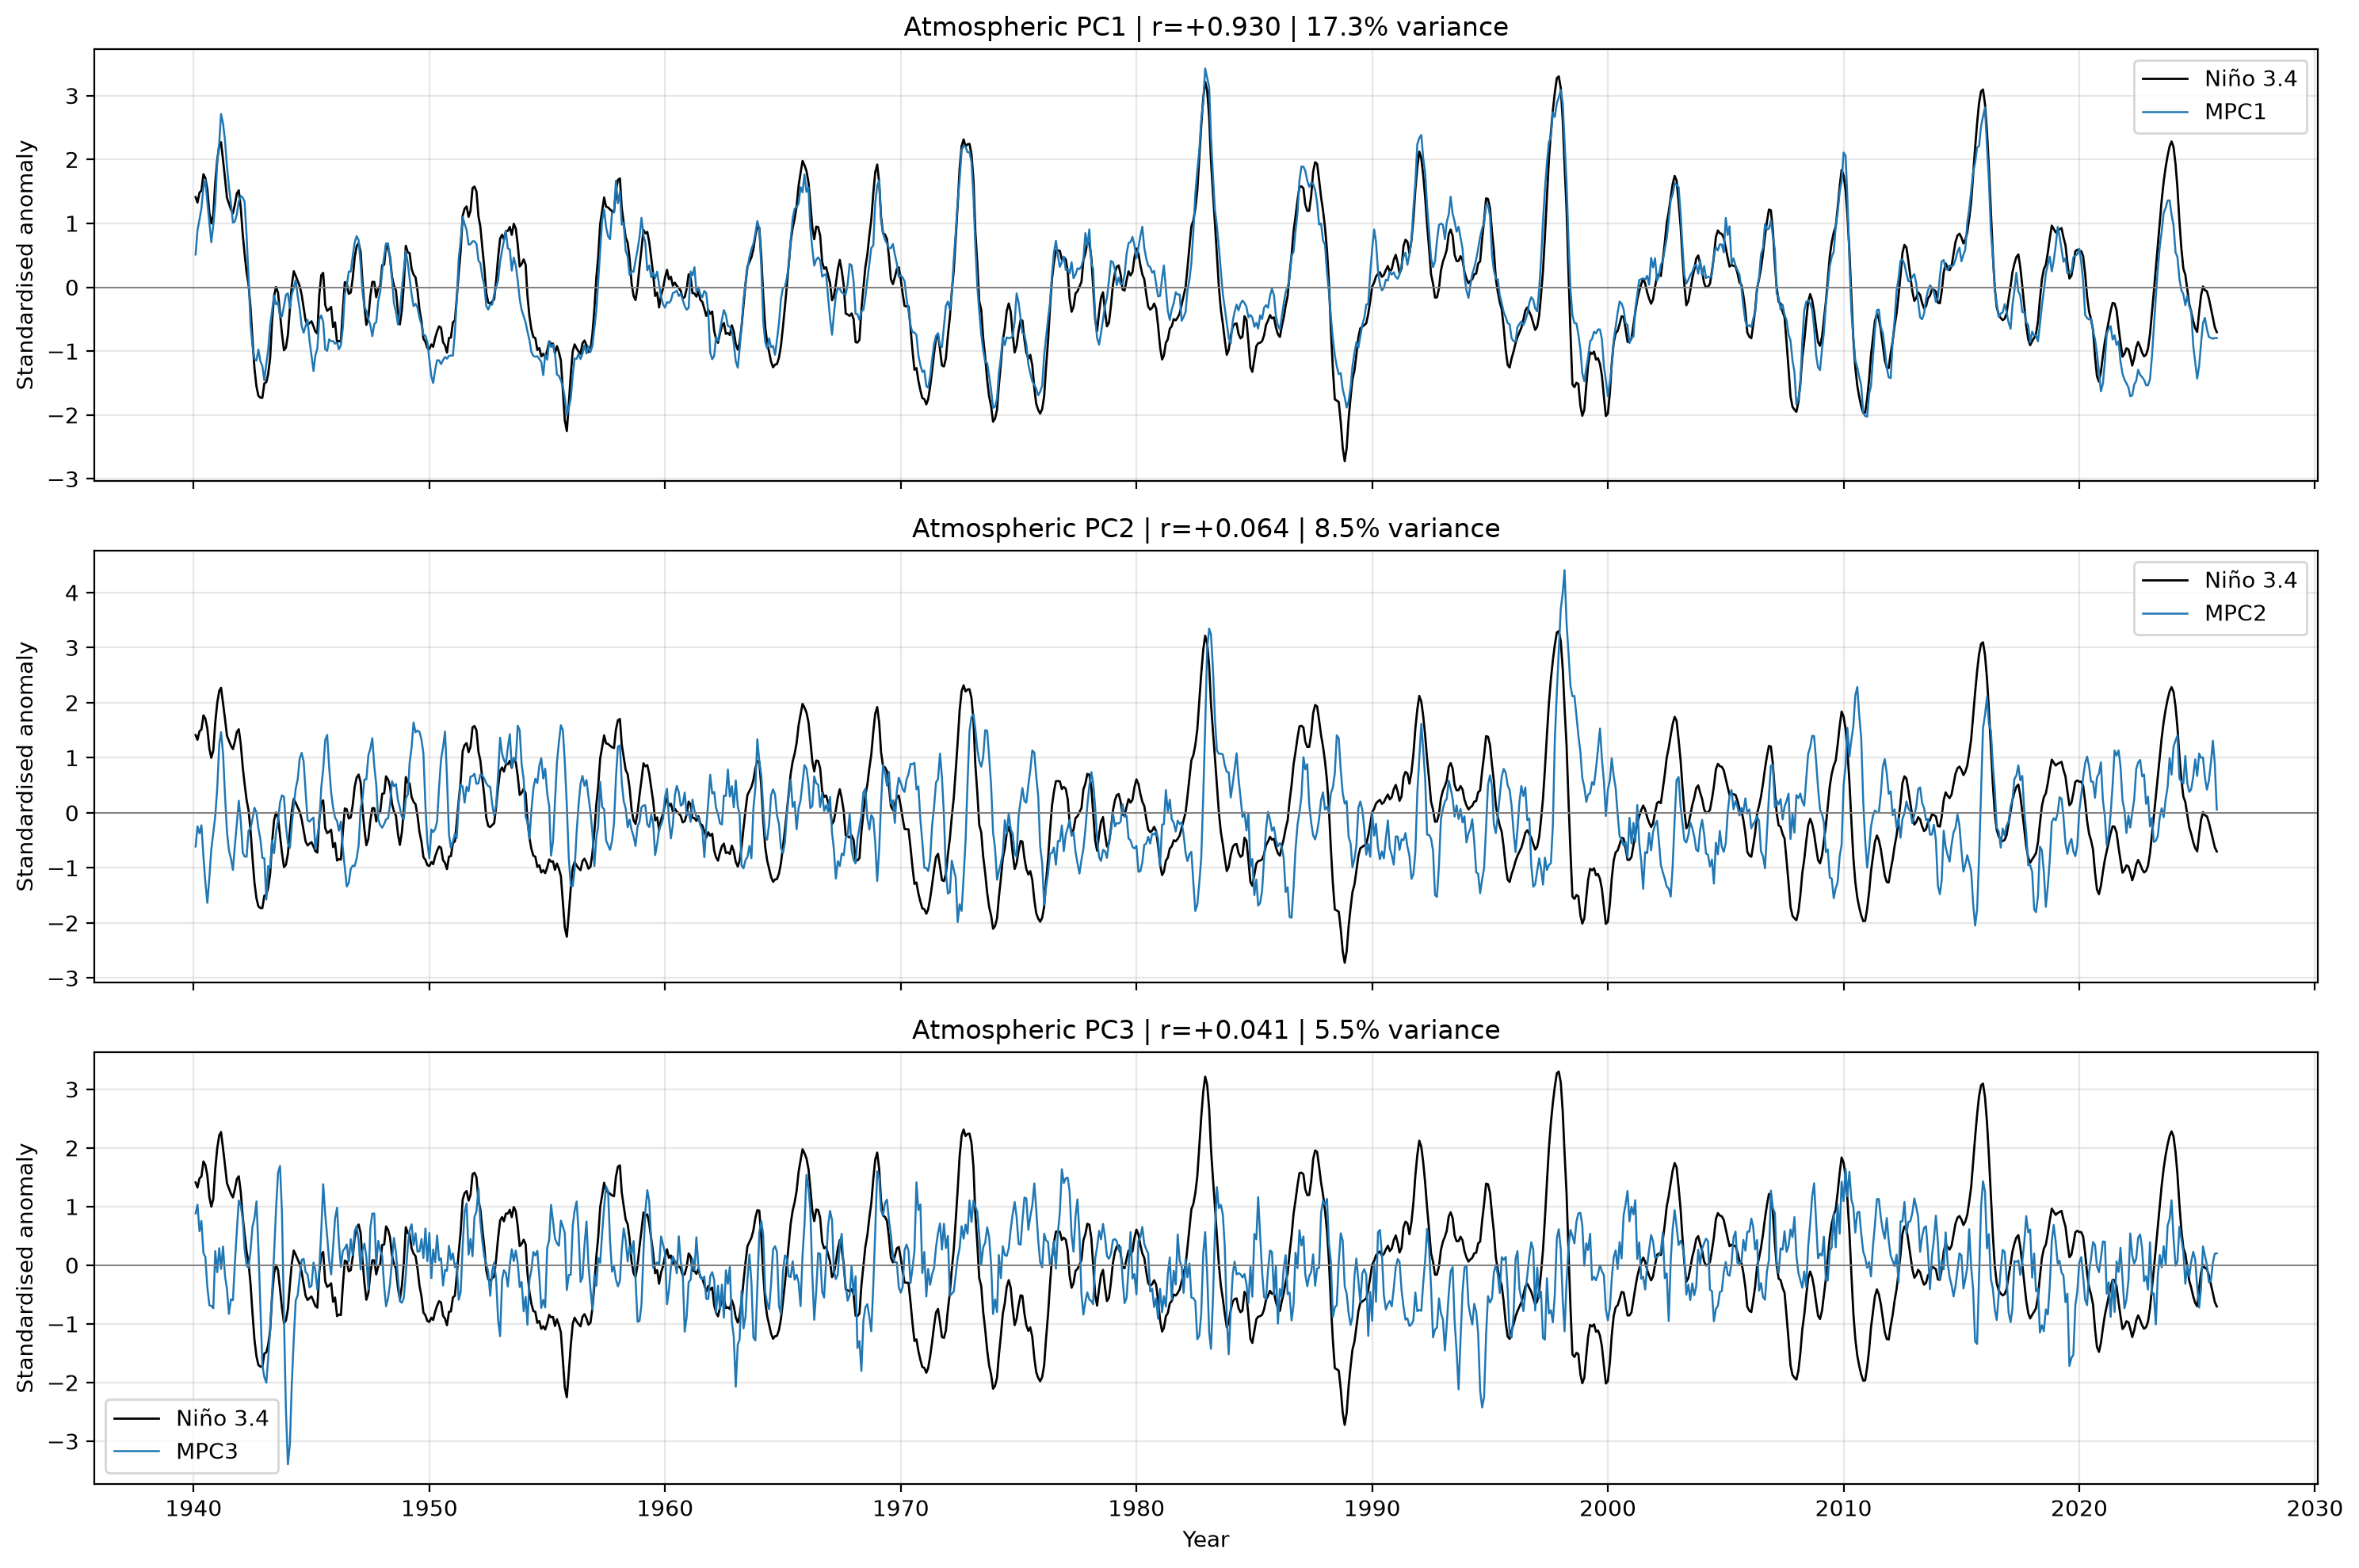 Atmospheric PC1 | r=+0.930 | 17.3% variance
Standardised anomaly
3
2
1
0
−1
−2
−3
Niño 3.4
MPC1
Atmospheric PC2 | r=+0.064 | 8.5% variance
Standardised anomaly
4
3
2
1
0
−1
−2
−3
Niño 3.4
MPC2
Atmospheric PC3 | r=+0.041 | 5.5% variance
Standardised anomaly
3
2
1
0
−1
−2
−3
Niño 3.4
MPC3
1940 1950 1960 1970 1980 1990 2000 2010 2020 2030
Year